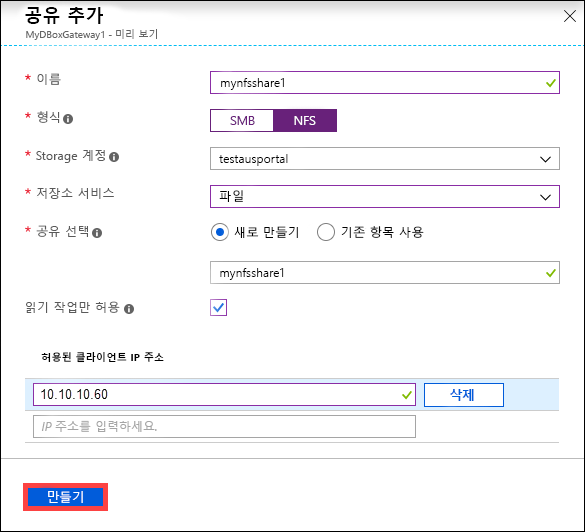 공유 추가
MyDBoxGateway1 - 미리 보기
* 이름
mynfsshare1
* 형식
SMB NFS
* Storage 계정
testausportal
* 저장소 서비스
파일
* 공유 선택
새로 만들기 기존 항목 사용
mynfsshare1
읽기 작업만 허용
허용된 클라이언트 IP 주소
10.10.10.60 삭제
IP 주소를 입력하세요.
만들기